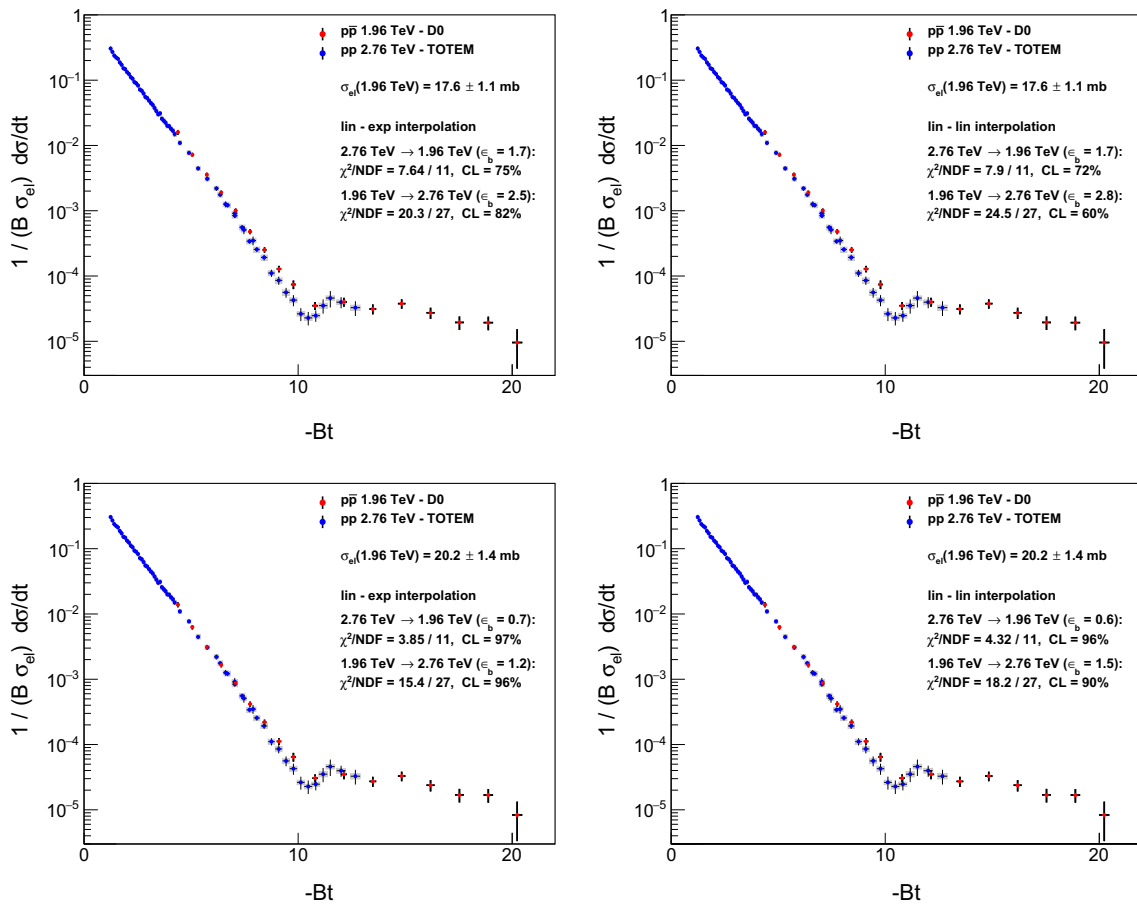 1
10⁻¹
10⁻²
10⁻³
10⁻⁴
10⁻⁵
0
10
20
-Bt
1 / (B σ_el) dσ/dt
pp̅ 1.96 TeV - D0
pp 2.76 TeV - TOTEM
σ_el(1.96 TeV) = 17.6 ± 1.1 mb
lin - exp interpolation
2.76 TeV → 1.96 TeV (ϵ_b = 1.7):
χ²/NDF = 7.64 / 11, CL = 75%
1.96 TeV → 2.76 TeV (ϵ_b = 2.5):
χ²/NDF = 20.3 / 27, CL = 82%
1
10⁻¹
10⁻²
10⁻³
10⁻⁴
10⁻⁵
0
10
20
-Bt
1 / (B σ_el) dσ/dt
pp̅ 1.96 TeV - D0
pp 2.76 TeV - TOTEM
σ_el(1.96 TeV) = 17.6 ± 1.1 mb
lin - lin interpolation
2.76 TeV → 1.96 TeV (ϵ_b = 1.7):
χ²/NDF = 7.9 / 11, CL = 72%
1.96 TeV → 2.76 TeV (ϵ_b = 2.8):
χ²/NDF = 24.5 / 27, CL = 60%
1
10⁻¹
10⁻²
10⁻³
10⁻⁴
10⁻⁵
0
10
20
-Bt
1 / (B σ_el) dσ/dt
pp̅ 1.96 TeV - D0
pp 2.76 TeV - TOTEM
σ_el(1.96 TeV) = 20.2 ± 1.4 mb
lin - exp interpolation
2.76 TeV → 1.96 TeV (ϵ_b = 0.7):
χ²/NDF = 3.85 / 11, CL = 97%
1.96 TeV → 2.76 TeV (ϵ_b = 1.2):
χ²/NDF = 15.4 / 27, CL = 96%
1
10⁻¹
10⁻²
10⁻³
10⁻⁴
10⁻⁵
0
10
20
-Bt
1 / (B σ_el) dσ/dt
pp̅ 1.96 TeV - D0
pp 2.76 TeV - TOTEM
σ_el(1.96 TeV) = 20.2 ± 1.4 mb
lin - lin interpolation
2.76 TeV → 1.96 TeV (ϵ_b = 0.6):
χ²/NDF = 4.32 / 11, CL = 96%
1.96 TeV → 2.76 TeV (ϵ_b = 1.5):
χ²/NDF = 18.2 / 27, CL = 90%